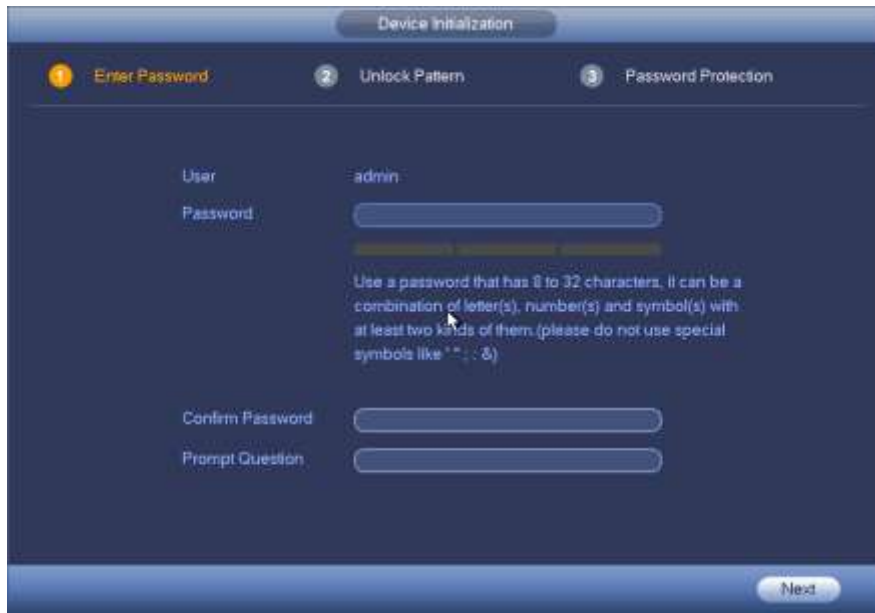 Device Initialization
1 Enter Password 2 Unlock Pattern 3 Password Protection
User admin
Password
Use a password that has 8 to 32 characters, it can be a
combination of letter(s), number(s) and symbol(s) with
at least two kinds of them.(please do not use special
symbols like ' " ; : &)
Confirm Password
Prompt Question
Next